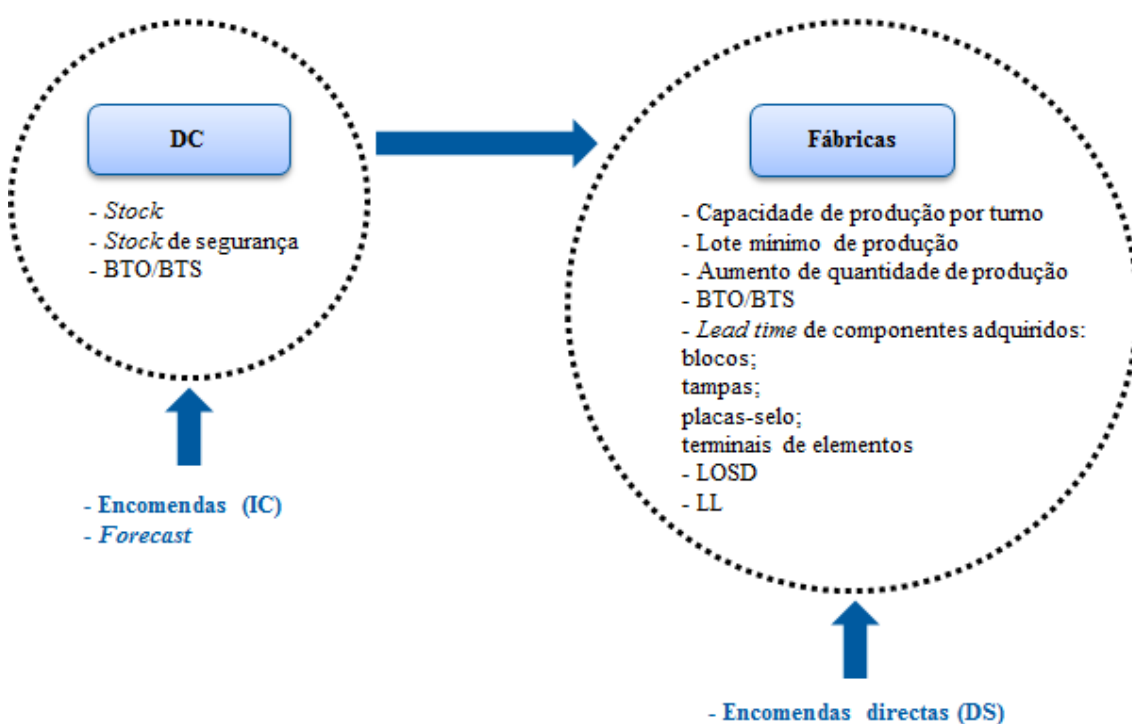 DC
- Stock
- Stock de segurança
- BTO/BTS
- Encomendas (IC)
- Forecast
Fábricas
- Capacidade de produção por turno
- Lote mínimo de produção
- Aumento de quantidade de produção
- BTO/BTS
- Lead time de componentes adquiridos:
blocos;
tampas;
placas-selo;
terminais de elementos
- LOSD
- LL
- Encomendas directas (DS)